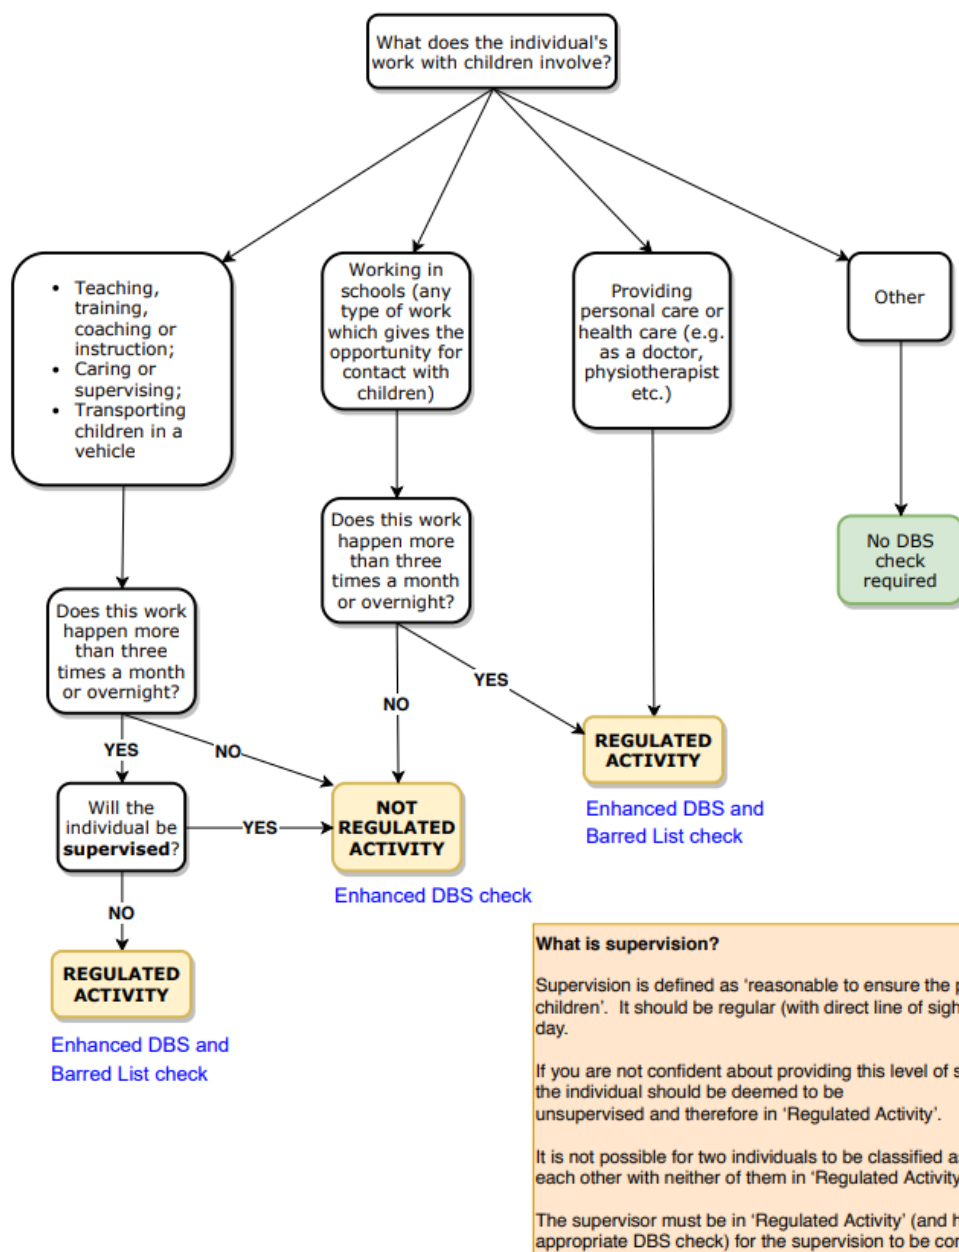 What does the individual's
work with children involve?
• Teaching,
training,
coaching or
instruction;
• Caring or
supervising;
• Transporting
children in a
vehicle
Working in
schools (any
type of work
which gives the
opportunity for
contact with
children)
Providing
personal care or
health care (e.g.
as a doctor,
physiotherapist
etc.)
Other
Does this work
happen more
than three
times a month
or overnight?
No DBS
check
required
Does this work
happen more
than three
times a month
or overnight?
YES
NO
NO
YES
REGULATED
ACTIVITY
Enhanced DBS and
Barred List check
Will the
individual be
supervised?
YES
NOT
REGULATED
ACTIVITY
Enhanced DBS check
NO
REGULATED
ACTIVITY
Enhanced DBS and
Barred List check
What is supervision?
Supervision is defined as 'reasonable to ensure the
children'. It should be regular (with direct line of
day.
If you are not confident about providing this level of
the individual should be deemed to be
unsupervised and therefore in 'Regulated Activity'.
It is not possible for two individuals to be classified
each other with neither of them in 'Regulated Activity
The supervisor must be in 'Regulated Activity' (and
appropriate DBS check) for the supervision to be